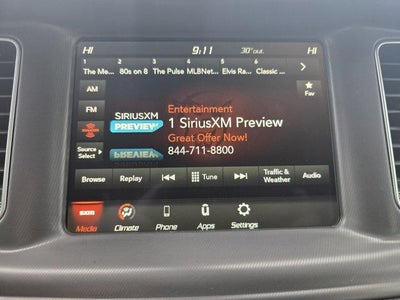 HI 9:11 30°out. HI
1 2 3 4 5 6
The Me... 80s on 8 The Pulse MLBNet... Elvis Ra... Classic ...
AM
Fav
FM
SIRIUSXM
PREVIEW
Entertainment
1 SiriusXM Preview
Great Offer Now!
844-711-8800
Source
Select
PREVIEW
Browse Replay Tune Traffic &
Weather Audio
SXM
Media Climate Phone Apps Settings